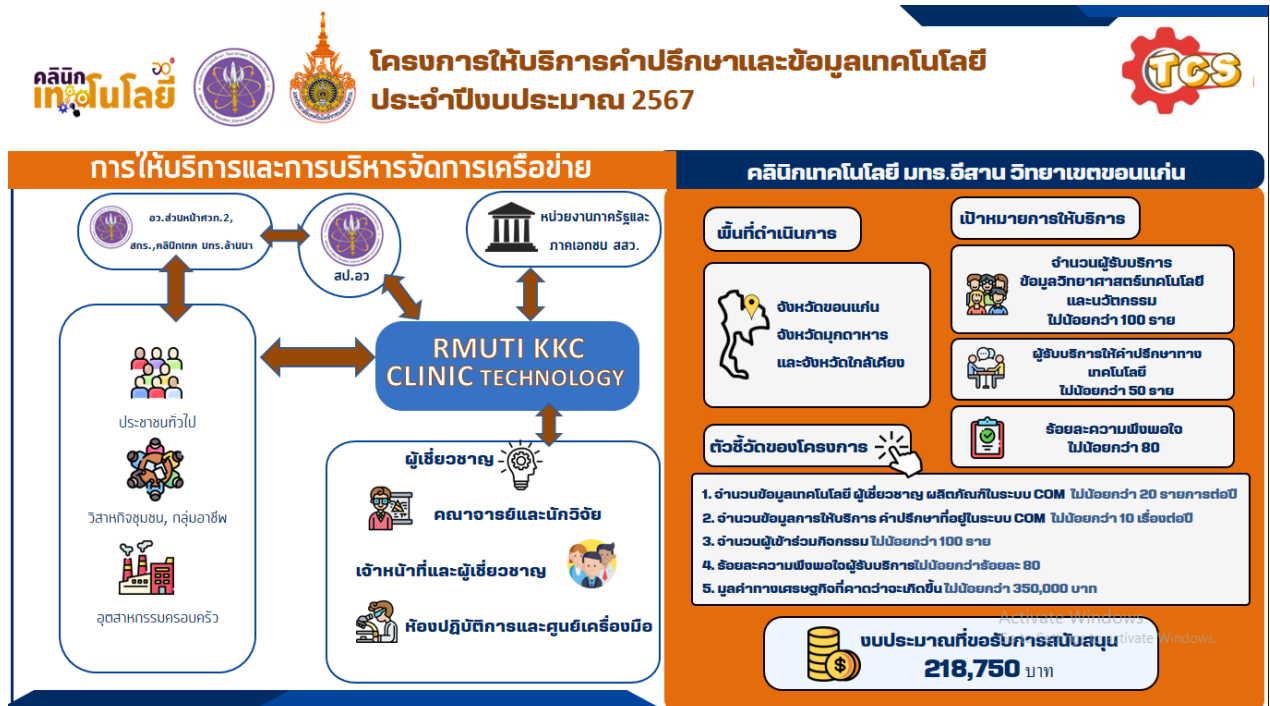 คลินิก
เทคโนโลยี
โครงการให้บริการคำปรึกษาและข้อมูลเทคโนโลยี
ประจำปีงบประมาณ 2567
TCS
การให้บริการและการบริหารจัดการเครือข่าย
อว.ส่วนหน้าศวภ.2,
สทร.,คลินิกเทค มทร.ล้านนา
สป.อว
หน่วยงานภาครัฐและ
ภาคเอกชน สสว.
RMUTI KKC
CLINIC TECHNOLOGY
ประชาชนทั่วไป
วิสาหกิจชุมชน, กลุ่มอาชีพ
อุตสาหกรรมครอบครัว
ผู้เชี่ยวชาญ
คณาจารย์และนักวิจัย
เจ้าหน้าที่และผู้เชี่ยวชาญ
ห้องปฏิบัติการและศูนย์เครื่องมือ
คลินิกเทคโนโลยี มทร.อีสาน วิทยาเขตขอนแก่น
พื้นที่ดำเนินการ
จังหวัดขอนแก่น
จังหวัดมุกดาหาร
และจังหวัดใกล้เคียง
เป้าหมายการให้บริการ
จำนวนผู้รับบริการ
ข้อมูลวิทยาศาสตร์เทคโนโลยี
และนวัตกรรม
ไม่น้อยกว่า 100 ราย
ผู้รับบริการให้คำปรึกษาทาง
เทคโนโลยี
ไม่น้อยกว่า 50 ราย
ร้อยละความพึงพอใจ
ไม่น้อยกว่า 80
ตัวชี้วัดของโครงการ
1. จำนวนข้อมูลเทคโนโลยี ผู้เชี่ยวชาญ ผลิตภัณฑ์ในระบบ COM ไม่น้อยกว่า 20 รายการต่อปี
2. จำนวนข้อมูลการให้บริการ คำปรึกษาที่อยู่ในระบบ COM ไม่น้อยกว่า 10 เรื่องต่อปี
3. จำนวนผู้เข้าร่วมกิจกรรม ไม่น้อยกว่า 100 ราย
4. ร้อยละความพึงพอใจผู้รับบริการไม่น้อยกว่าร้อยละ 80
5. มูลค่าทางเศรษฐกิจที่คาดว่าจะเกิดขึ้น ไม่น้อยกว่า 350,000 บาท
Activate Windows
Go to Settings to activate Windows.
งบประมาณที่ขอรับการสนับสนุน
218,750 บาท